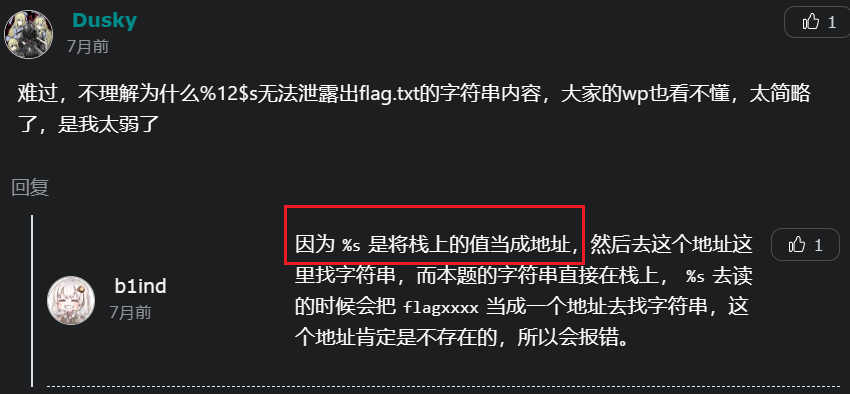 Dusky
1
7月前
难过，不理解为什么%12$s无法泄露出flag.txt的字符串内容，大家的wp也看不懂，太简略
了，是我太弱了
回复
因为 %s 是将栈上的值当成地址，然后去这个地址这
1
里找字符串，而本题的字符串直接在栈上， %s 去读
b1ind
的时候会把 flagxxxx 当成一个地址去找字符串，这
7月前
个地址肯定是不存在的，所以会报错。